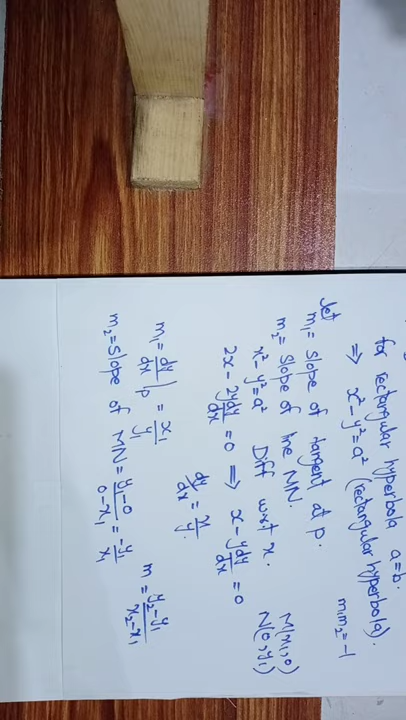 for rectangular hyperbola a=b.
⇒ x²-y²=a² (rectangular hyperbola).
m₁m₂=-1
let
m₁= slope of tangent at p.
m₂= slope of line MN.
x²-y²=a² Diff w.r.t x.
M(x₁,0)
N(0,y₁)
2x-2y dy/dx =0 ⇒ x-y dy/dx =0
dy/dx = x/y.
m₁= dy/dx |p = x₁/y₁
m₂=slope of MN= y₁-0/0-x₁ = -y₁/x₁
m= y₂-y₁/x₂-x₁